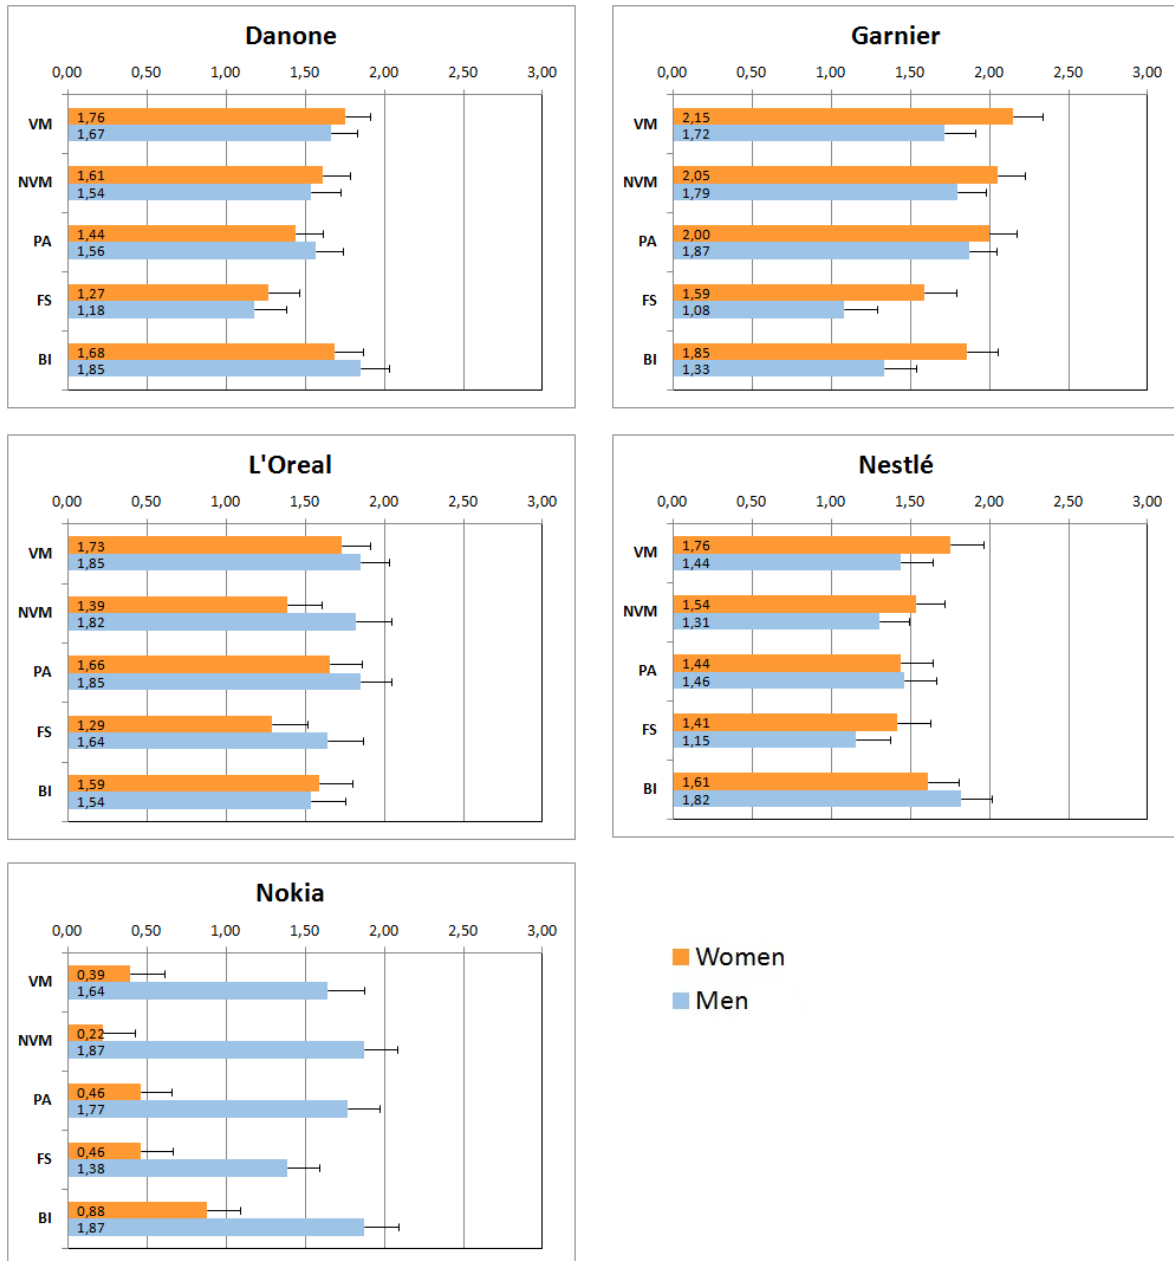 Danone
0,00 0,50 1,00 1,50 2,00 2,50 3,00
VM 1,76
1,67
NVM 1,61
1,54
PA 1,44
1,56
FS 1,27
1,18
BI 1,68
1,85
Garnier
0,00 0,50 1,00 1,50 2,00 2,50 3,00
VM 2,15
1,72
NVM 2,05
1,79
PA 2,00
1,87
FS 1,59
1,08
BI 1,85
1,33
L'Oreal
0,00 0,50 1,00 1,50 2,00 2,50 3,00
VM 1,73
1,85
NVM 1,39
1,82
PA 1,66
1,85
FS 1,29
1,64
BI 1,59
1,54
Nestlé
0,00 0,50 1,00 1,50 2,00 2,50 3,00
VM 1,76
1,44
NVM 1,54
1,31
PA 1,44
1,46
FS 1,41
1,15
BI 1,61
1,82
Nokia
0,00 0,50 1,00 1,50 2,00 2,50 3,00
VM 0,39
1,64
NVM 0,22
1,87
PA 0,46
1,77
FS 0,46
1,38
BI 0,88
1,87
Women
Men